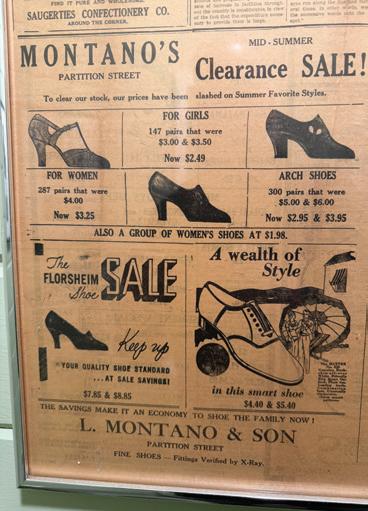 FIND IT PURE AND WHOLESOME.
SAUGERTIES CONFECTIONERY CO.
AROUND THE CORNER.
MONTANO'S
PARTITION STREET
MID-SUMMER
Clearance SALE!
To clear our stock, our prices have been slashed on Summer Favorite Styles.
FOR GIRLS
147 pairs that were
$3.00 & $3.50
Now $2.49
FOR WOMEN
287 pairs that were
$4.00
Now $3.25
ARCH SHOES
300 pairs that were
$5.00 & $6.00
Now $2.95 & $3.95
ALSO A GROUP OF WOMEN'S SHOES AT $1.98.
The
FLORSHEIM
Shoe
SALE
Keep up
YOUR QUALITY SHOE STANDARD
...AT SALE SAVINGS!
$7.85 & $8.85
A wealth of
Style
in this smart shoe
$4.40 & $5.40
THE SAVINGS MAKE IT AN ECONOMY TO SHOE THE FAMILY NOW!
L. MONTANO & SON
PARTITION STREET
FINE SHOES — Fittings Verified by X-Ray.